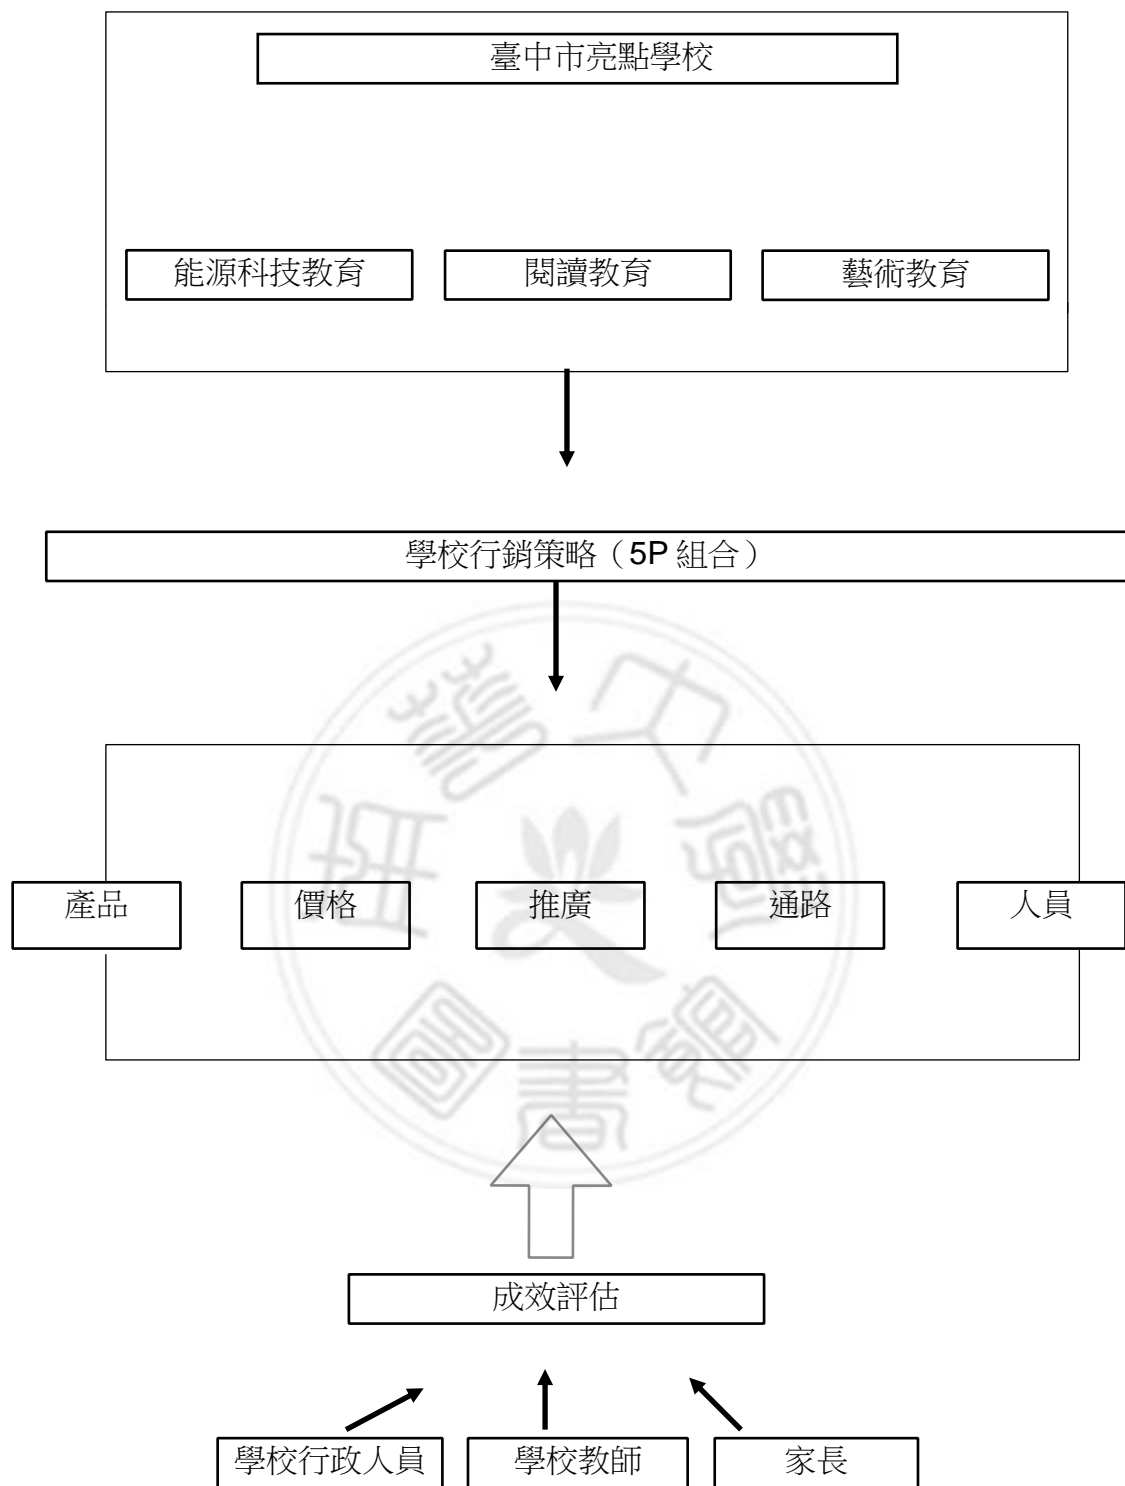 臺中市亮點學校
能源科技教育
閱讀教育
藝術教育
學校行銷策略（5P 組合）
產品
價格
推廣
通路
人員
成效評估
學校行政人員
學校教師
家長